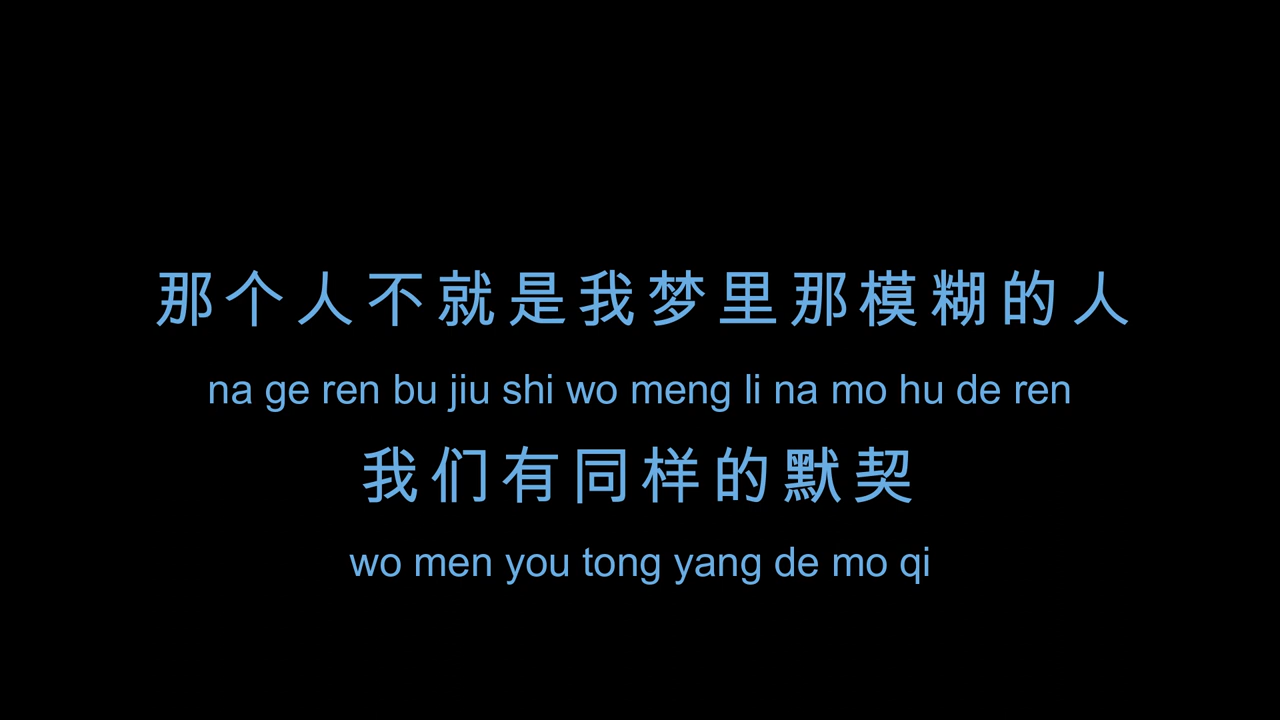 那个人不就是我梦里那模糊的人
na ge ren bu jiu shi wo meng li na mo hu de ren
我们有同样的默契
wo men you tong yang de mo qi